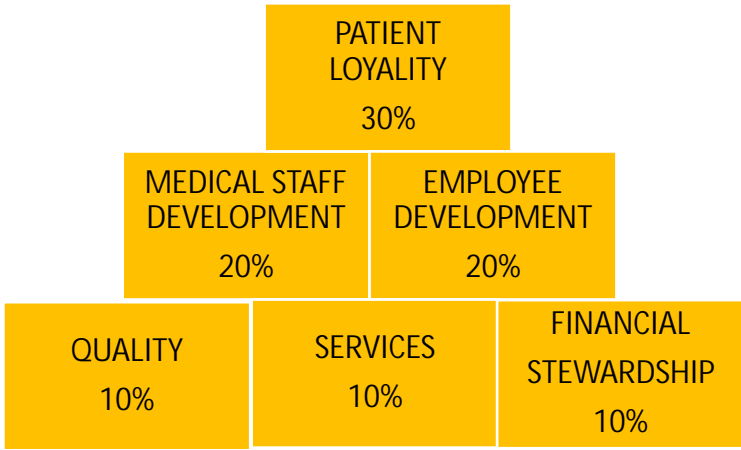 PATIENT
LOYALITY
30%
MEDICAL STAFF
DEVELOPMENT
20%
EMPLOYEE
DEVELOPMENT
20%
QUALITY
10%
SERVICES
10%
FINANCIAL
STEWARDSHIP
10%